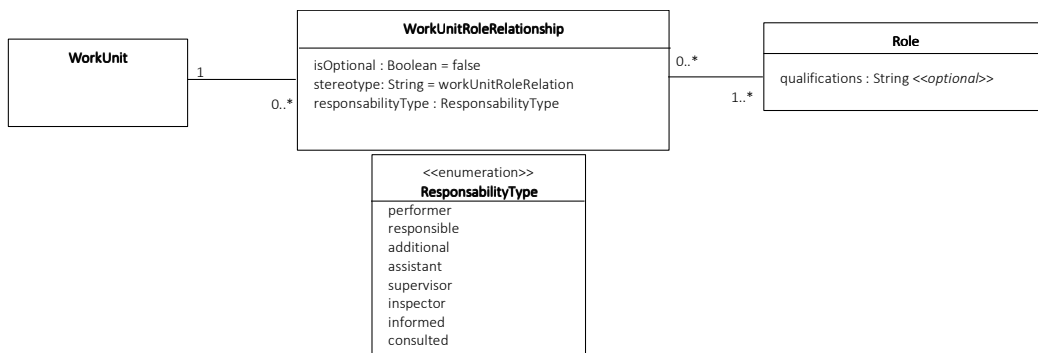 WorkUnit
1
0..*
WorkUnitRoleRelationship
isOptional : Boolean = false
stereotype: String = workUnitRoleRelation
responsabilityType : ResponsabilityType
0..*
1..*
Role
qualifications : String <<optional>>
<<enumeration>>
ResponsabilityType
performer
responsible
additional
assistant
supervisor
inspector
informed
consulted